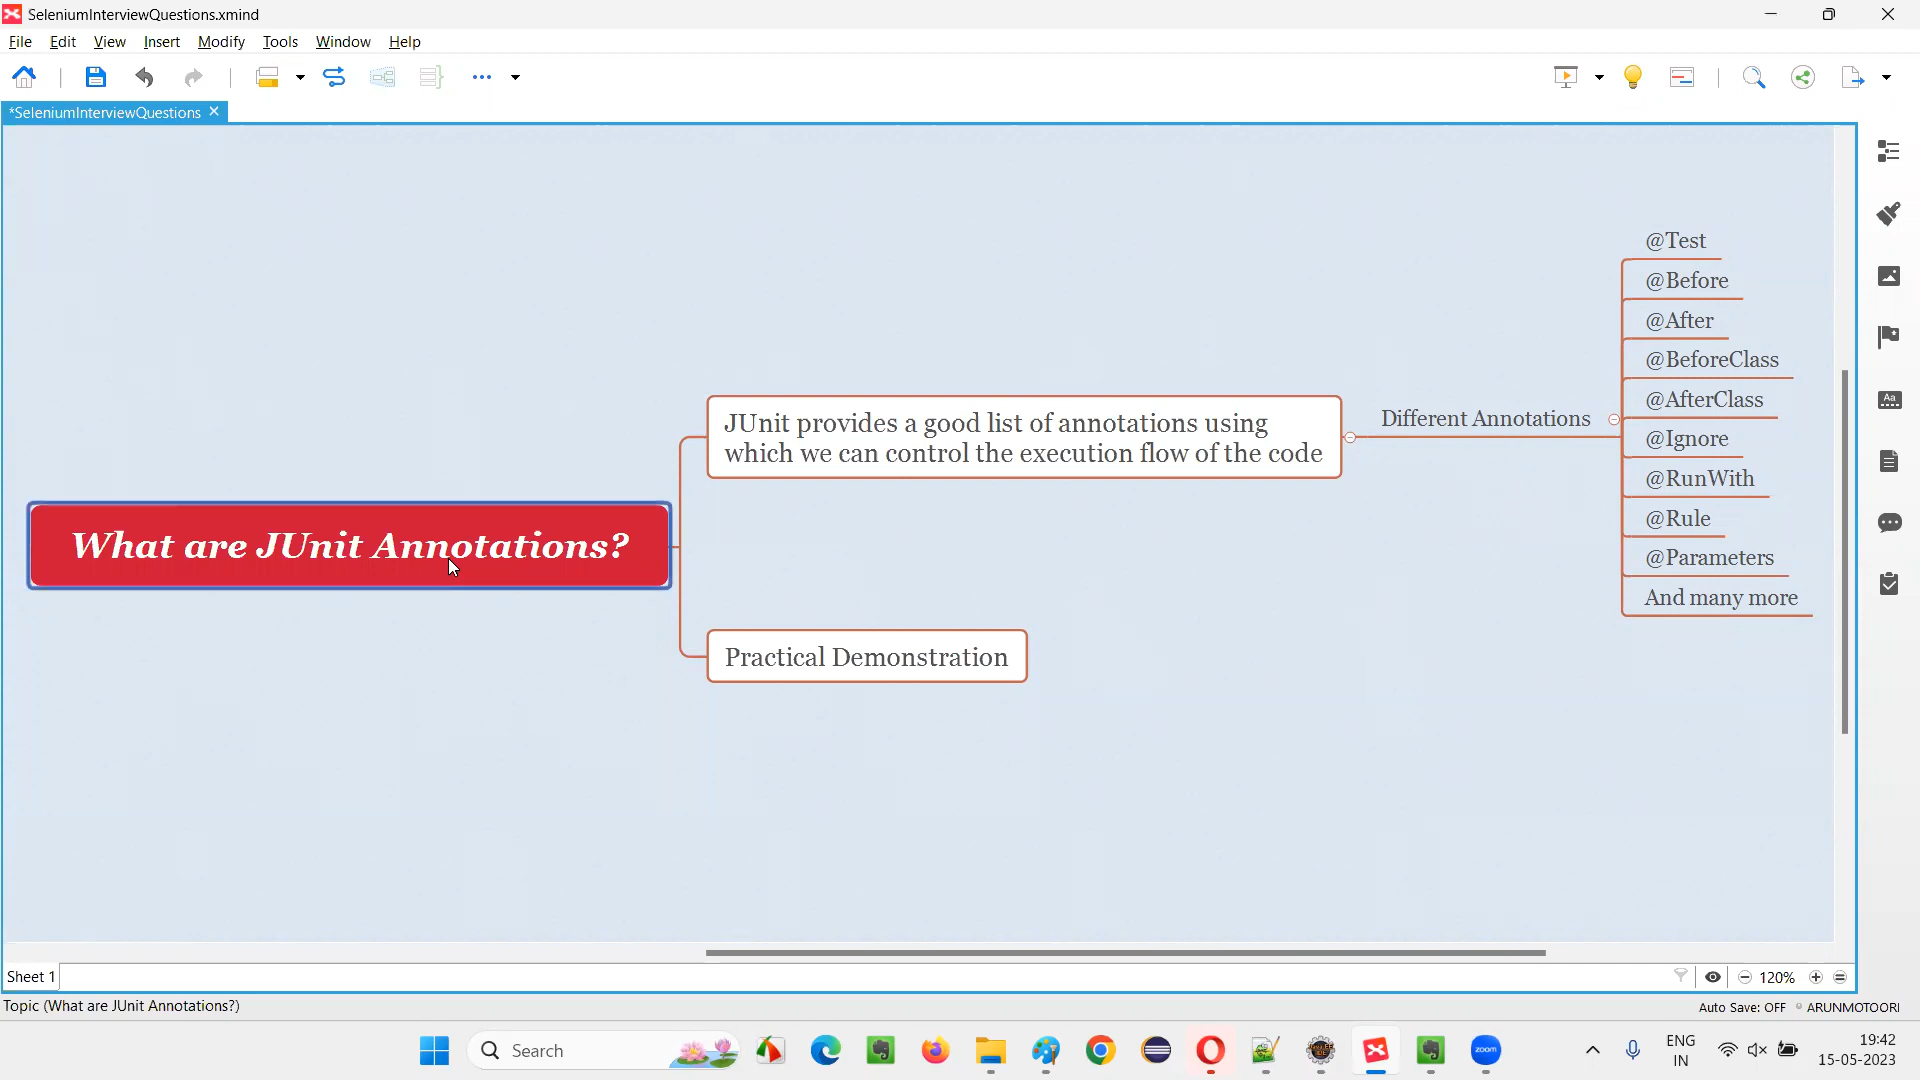 SeleniumInterviewQuestions.xmind
File Edit View Insert Modify Tools Window Help
*SeleniumInterviewQuestions
@Test
@Before
@After
@BeforeClass
@AfterClass
@Ignore
@RunWith
@Rule
@Parameters
And many more
Different Annotations
JUnit provides a good list of annotations using
which we can control the execution flow of the code
What are JUnit Annotations?
Practical Demonstration
Aa
Sheet 1
120%
Topic (What are JUnit Annotations?)
Auto Save: OFF
ARUNMOTOORI
Search
zoom
ENG
IN
19:42
15-05-2023